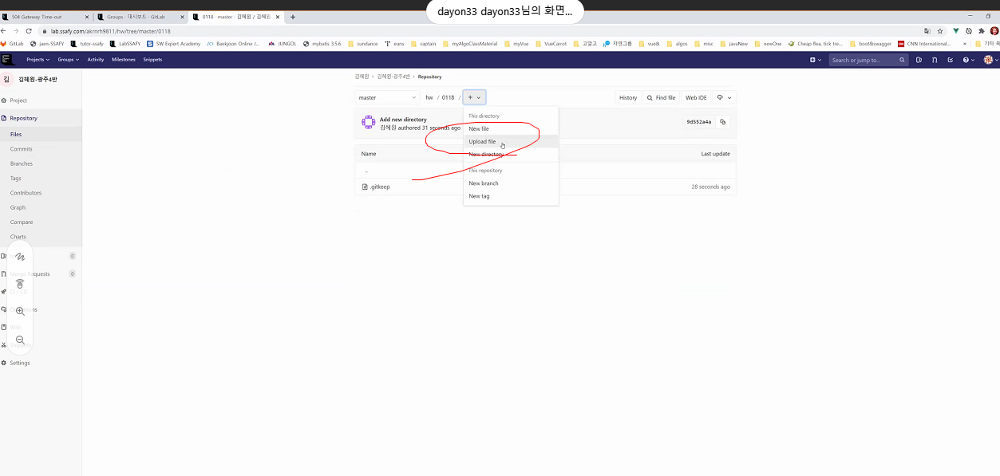 dayon33 dayon33님의 화면...
504 Gateway Time-out
Groups · 대시보드 · GitLab
0118 · master · 김혜원 / 김혜원
lab.ssafy.com/akrnrh9811/hw/tree/master/0118
GitLab jaen-SSAFY tutor-ssafy LabSSAFY SW Expert Academy Baekjoon Online J... JUNGOL mybatis 3.5.6 sundance euns captain myAlgoClassMaterial myVue VueCarrot 고알고 자앤그룹 vue8 algos misc javaNew newOne Cheap flea, tick tre... boot&swagger CNN International... » 기타 북
Projects Groups Activity Milestones Snippets Search or jump to...
김 김혜원-광주4반
김혜원 › 김혜원-광주4반 › Repository
Project
Repository
Files
Commits
Branches
Tags
Contributors
Graph
Compare
Charts
0
Merge Requests 0
CI / CD
Wiki
Settings
master hw / 0118 / + History Find file Web IDE
Add new directory
김혜원 authored 31 seconds ago
9d552a4a
Name Last update
..
.gitkeep 28 seconds ago
This directory
New file
Upload file
New directory
This repository
New branch
New tag